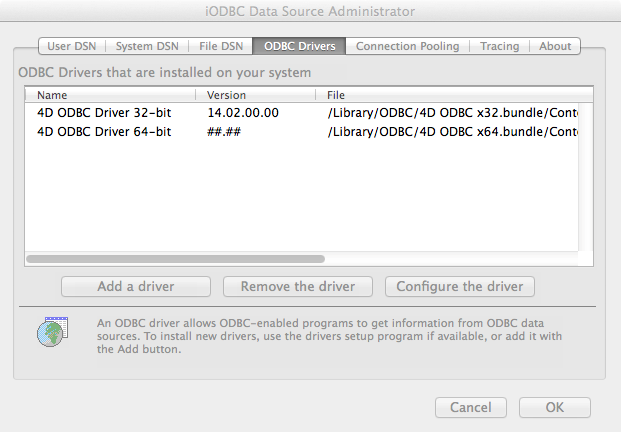 iODBC Data Source Administrator
User DSN System DSN File DSN ODBC Drivers Connection Pooling Tracing About
ODBC Drivers that are installed on your system
Name Version File
4D ODBC Driver 32-bit 14.02.00.00 /Library/ODBC/4D ODBC x32.bundle/Conte
4D ODBC Driver 64-bit ##.## /Library/ODBC/4D ODBC x64.bundle/Conte
Add a driver Remove the driver Configure the driver
An ODBC driver allows ODBC-enabled programs to get information from ODBC data
sources. To install new drivers, use the drivers setup program if available, or add it with
the Add button.
Cancel OK